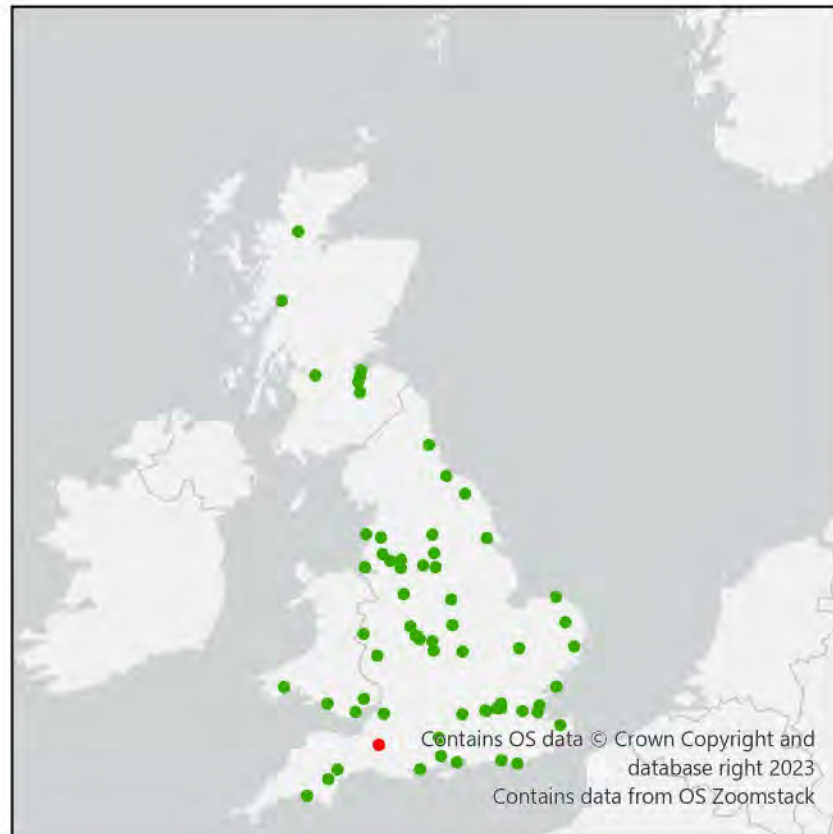 Contains OS data © Crown Copyright and
database right 2023
Contains data from OS Zoomstack